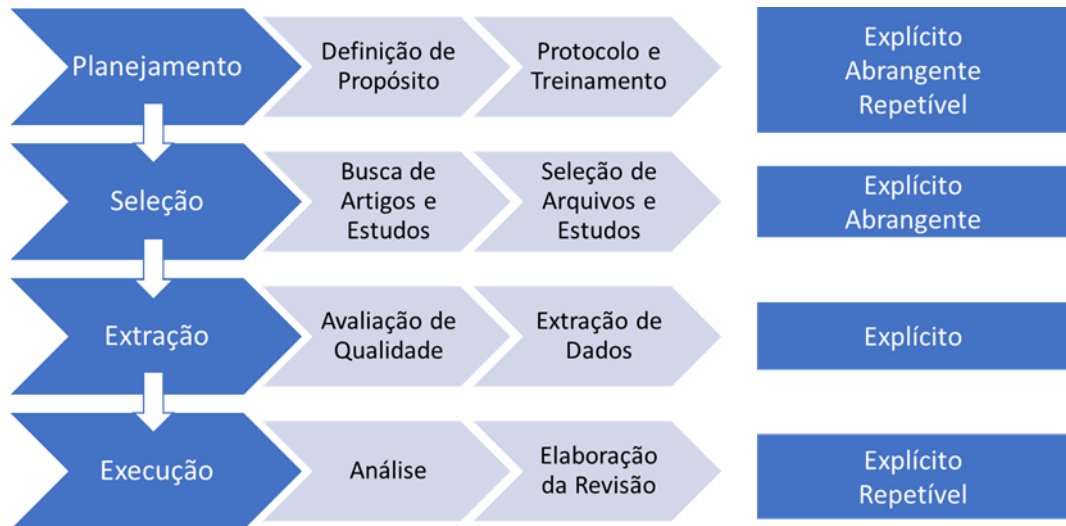 Planejamento
Definição de
Propósito
Protocolo e
Treinamento
Explícito
Abrangente
Repetível
Seleção
Busca de
Artigos e
Estudos
Seleção de
Arquivos e
Estudos
Explícito
Abrangente
Extração
Avaliação de
Qualidade
Extração de
Dados
Explícito
Execução
Análise
Elaboração
da Revisão
Explícito
Repetível